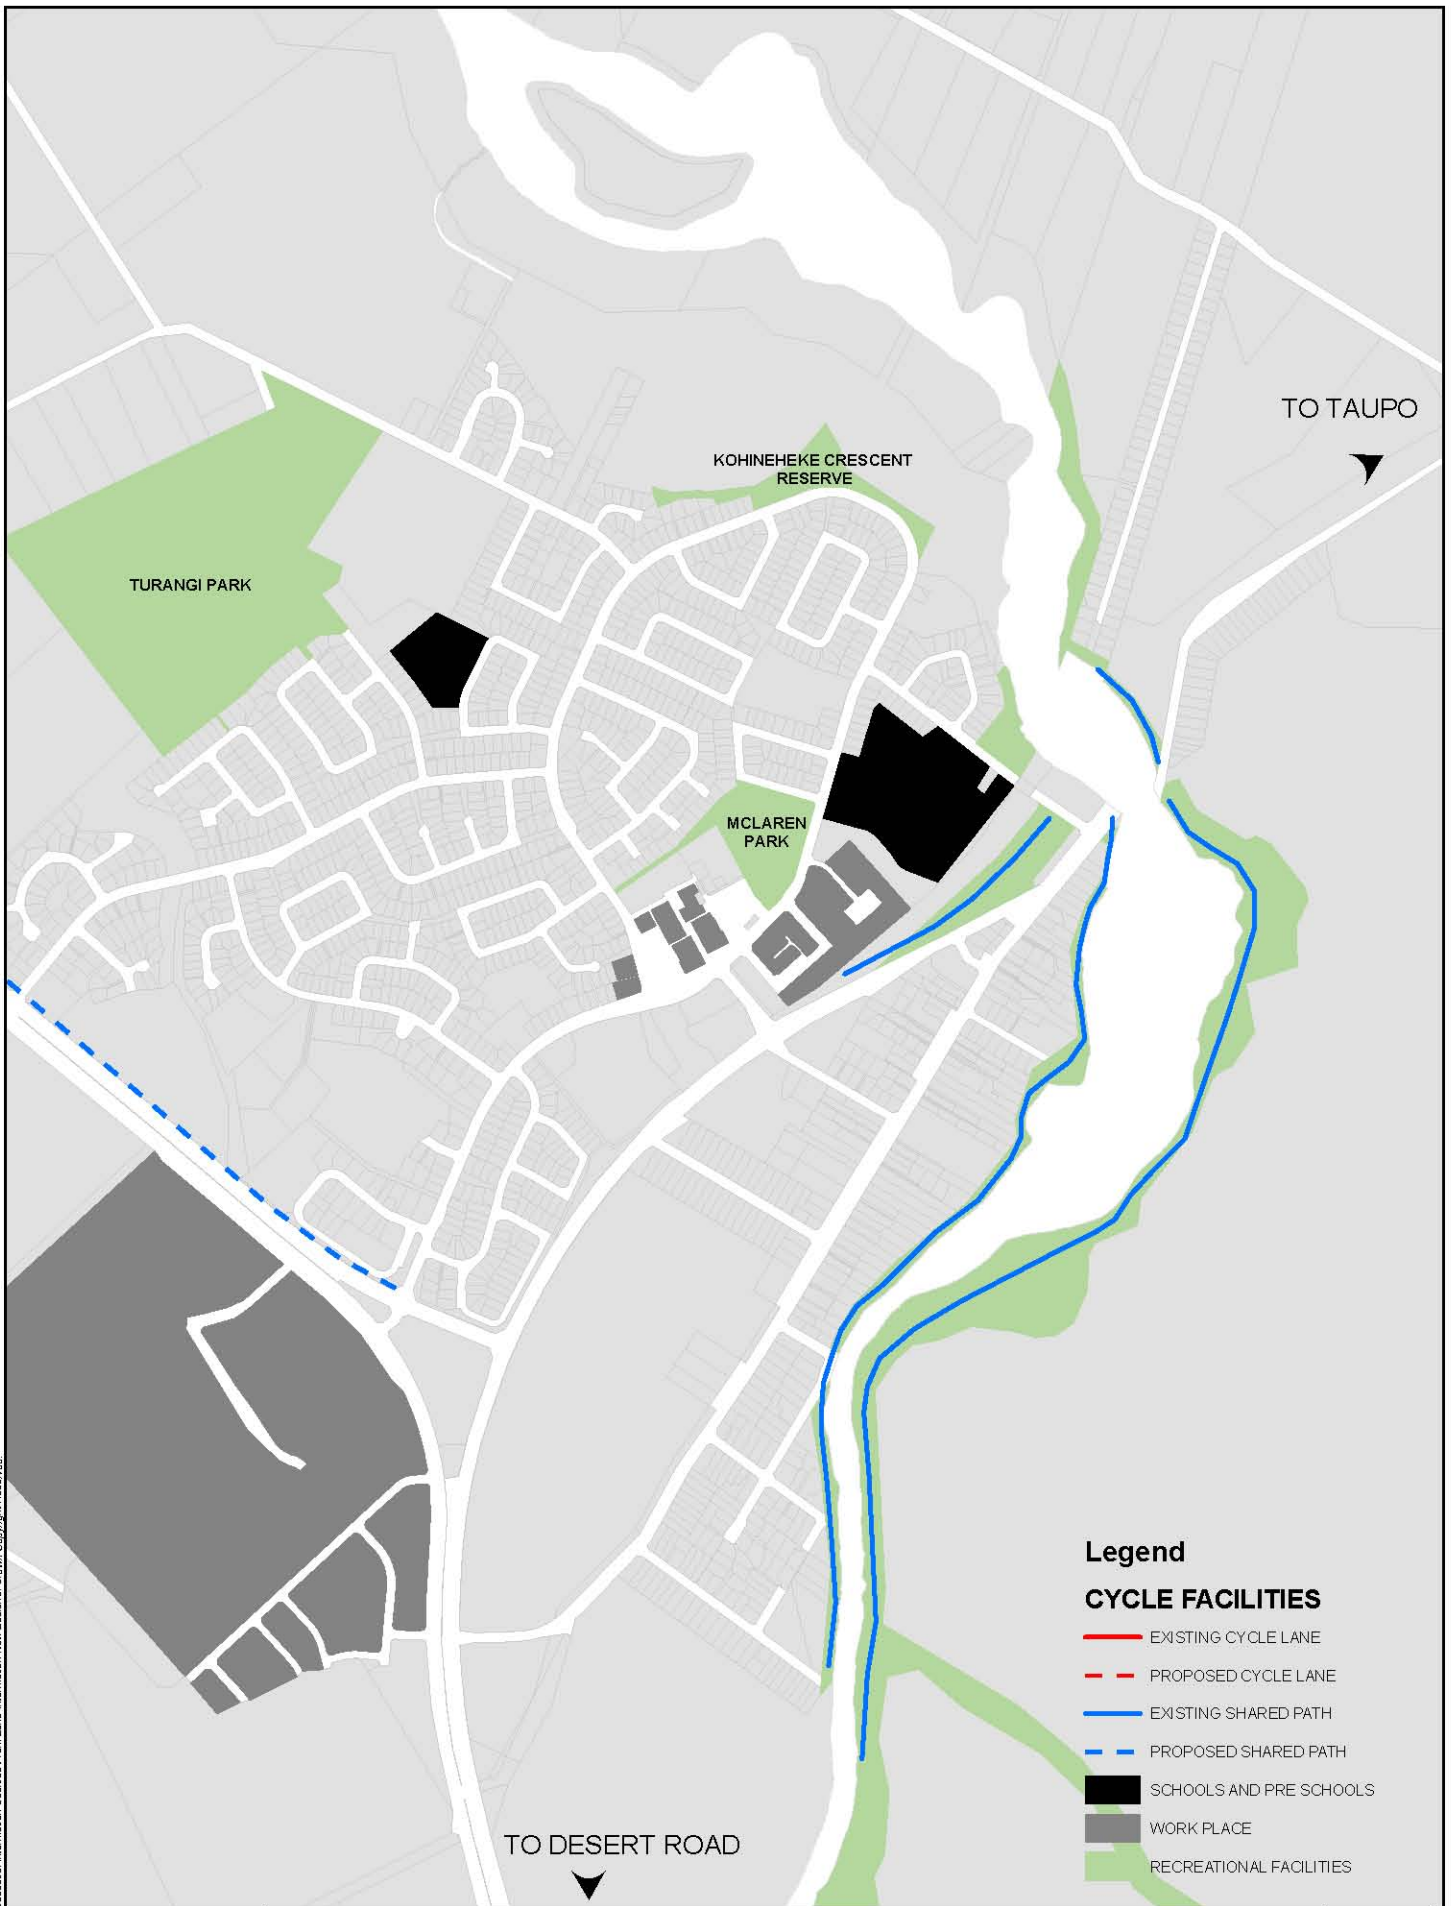 TO TAUPO
KOHINEHEKE CRESCENT
RESERVE
TURANGI PARK
MCLAREN
PARK
TO DESERT ROAD
Legend
CYCLE FACILITIES
EXISTING CYCLE LANE
PROPOSED CYCLE LANE
EXISTING SHARED PATH
PROPOSED SHARED PATH
SCHOOLS AND PRE SCHOOLS
WORK PLACE
RECREATIONAL FACILITIES